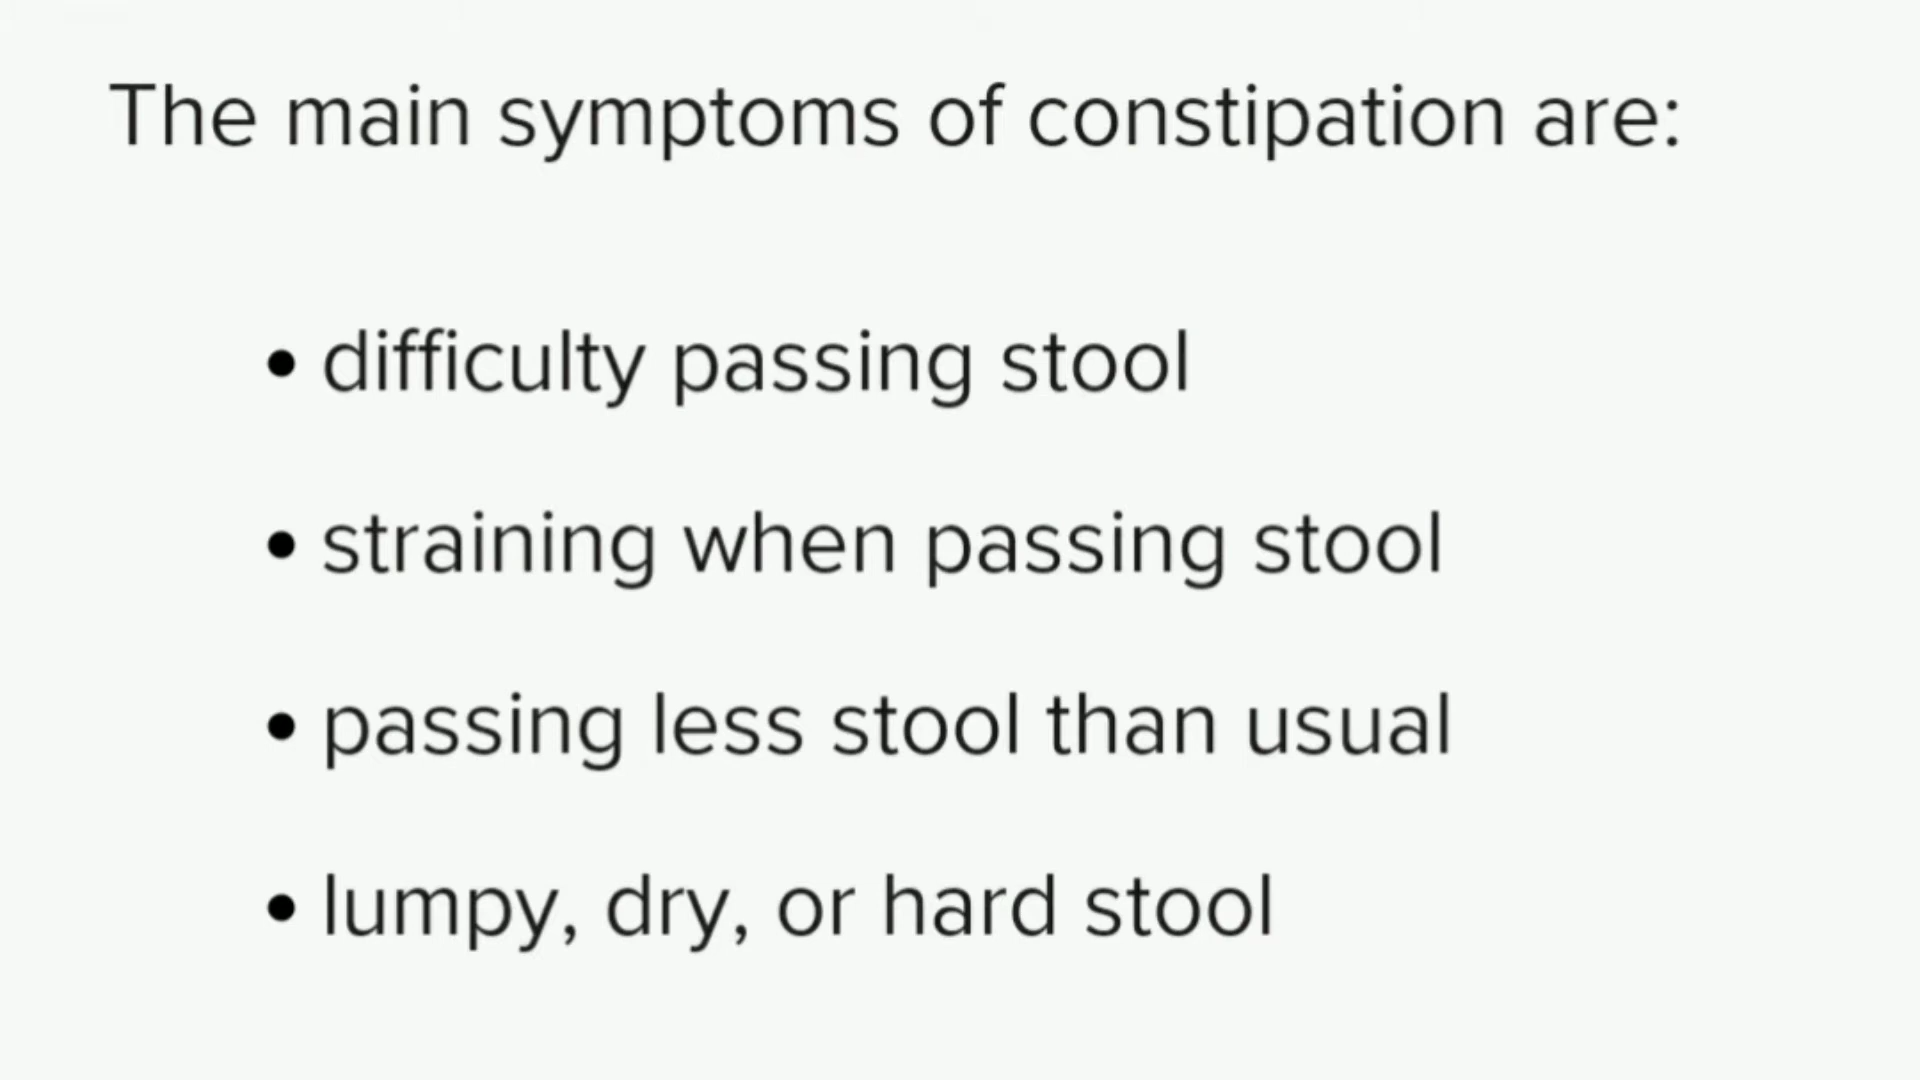 The main symptoms of constipation are:
• difficulty passing stool
• straining when passing stool
• passing less stool than usual
• lumpy, dry, or hard stool